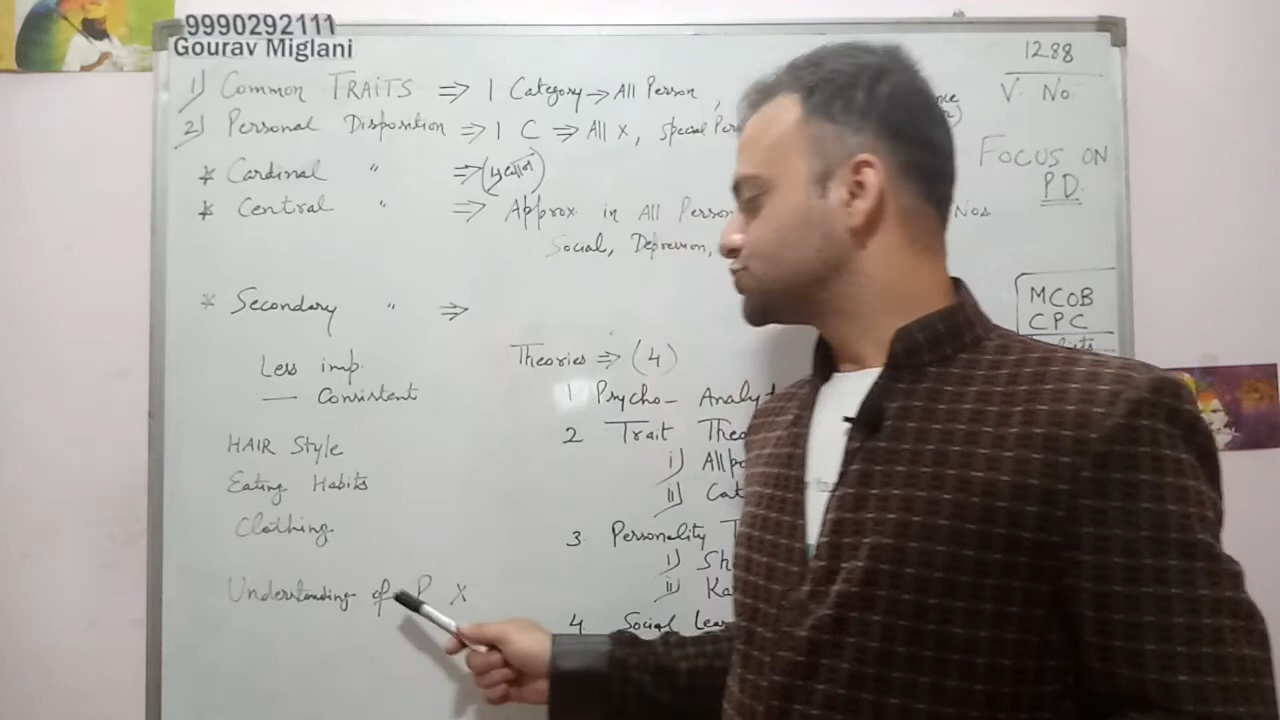 9990292111
Gourav Miglani
1) Common TRAITS ⇒ 1 Category → All Person,
2) Personal Disposition ⇒ 1 C ⇒ All X, Special Per
* Cardinal " ⇒ (प्रधान)
* Central " ⇒ Approx in All Person Nos
Social, Depression,
* Secondary " ⇒
Less imp.
— Consistent
HAIR Style
Eating Habits
Clothing
Understanding of P X
Theories ⇒ (4)
1 Psycho - Analy
2 Trait Theo
i) Allpo
ii) Cat
3. Personality T
i) Sh
ii) Ka
4. Social Lear
1288
V. No.
FOCUS ON
PD
MCOB
CPC